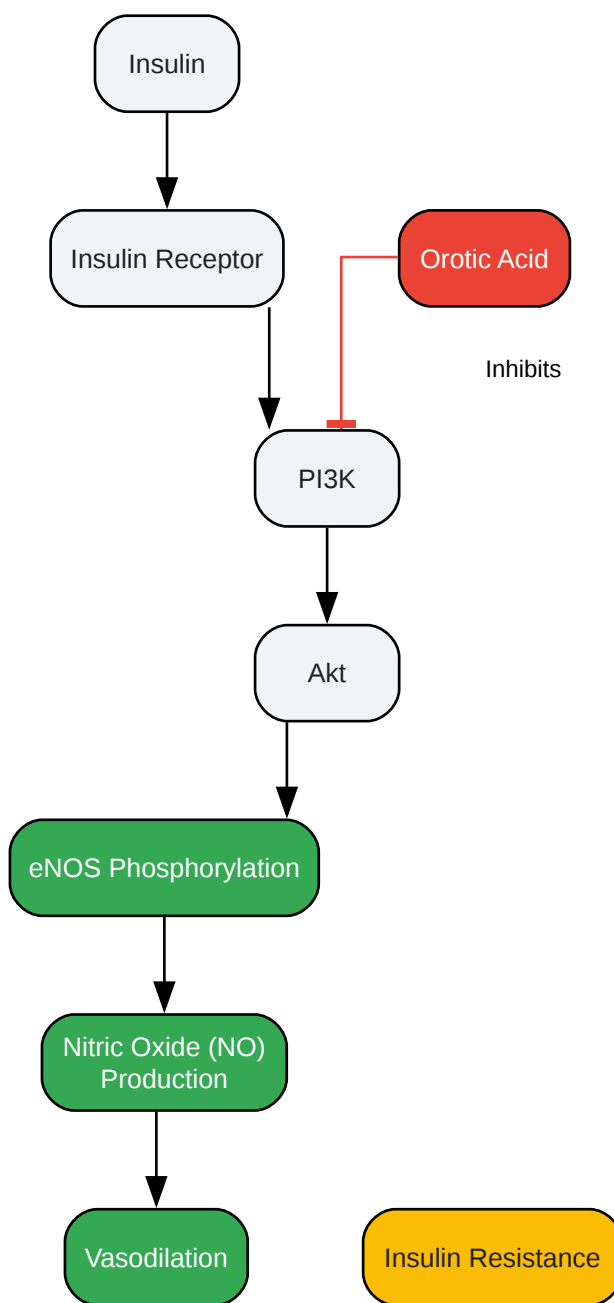 Insulin
Insulin Receptor
Orotic Acid
Inhibits
PI3K
Akt
eNOS Phosphorylation
Nitric Oxide (NO)
Production
Vasodilation
Insulin Resistance